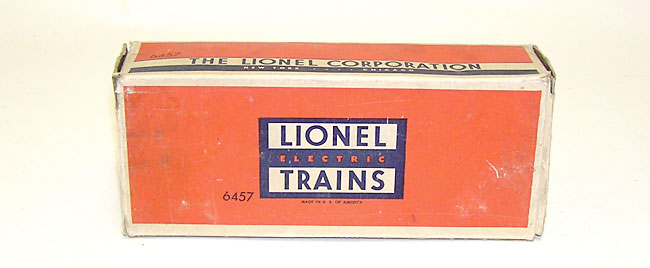 6457
THE LIONEL CORPORATION
NEW YORK CHICAGO
LIONEL
ELECTRIC
TRAINS
6457
MADE IN U. S. OF AMERICA